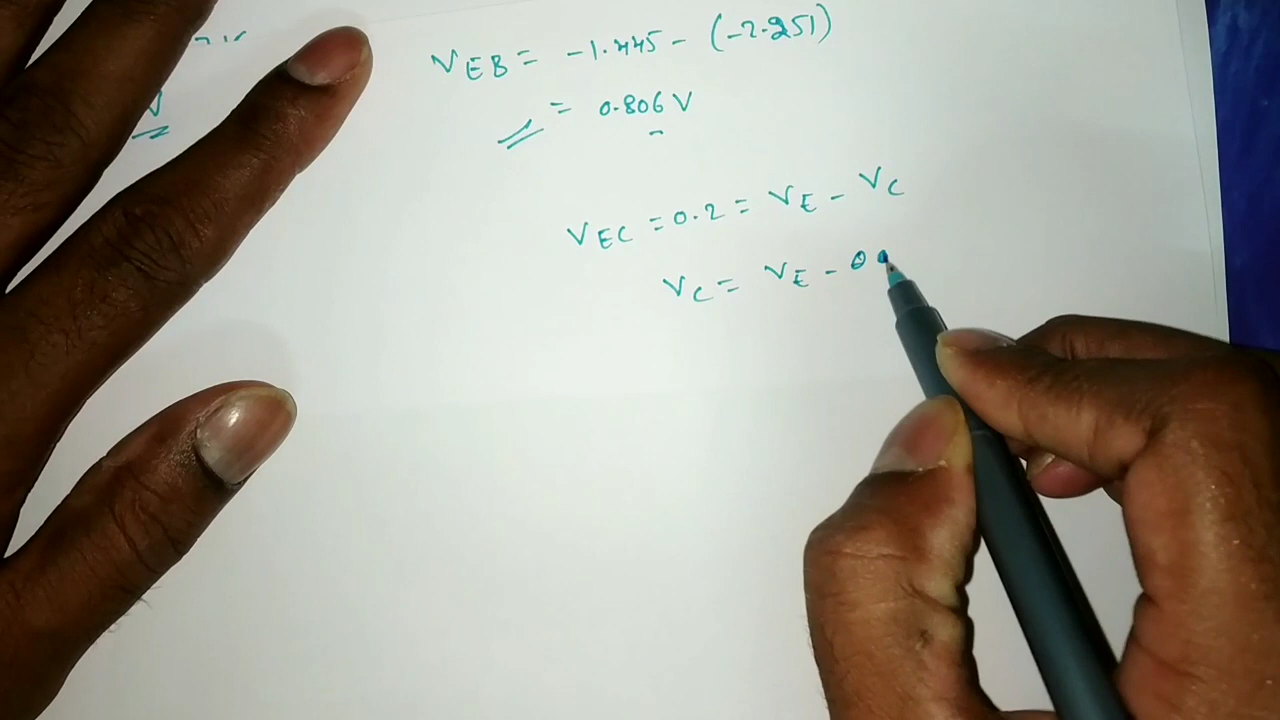 VEB = -1.445 - (-2.251)
= 0.806 V
VEC = 0.2 = VE - VC
VC = VE - 0